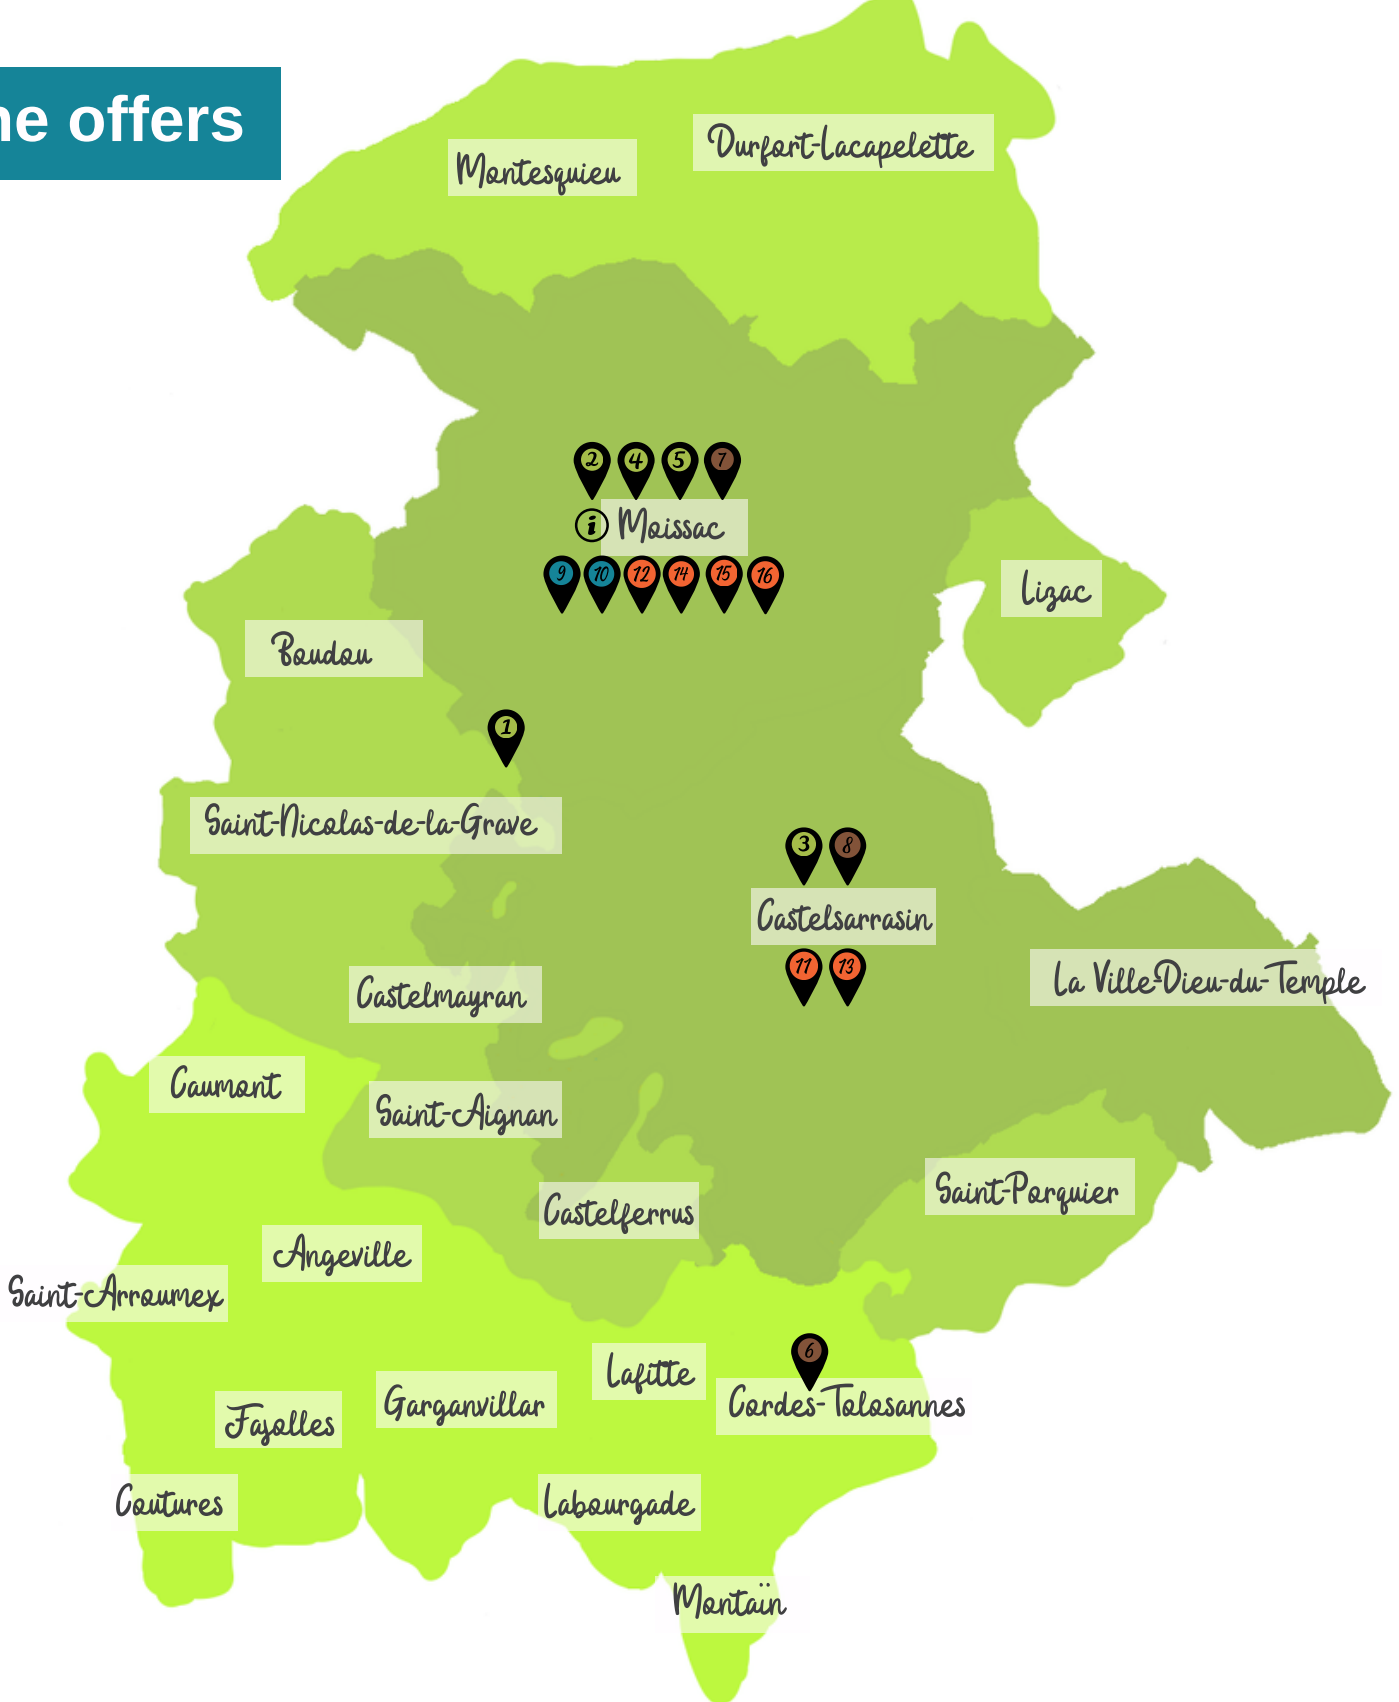 ne offers
Durfort-Lacapelette
Montesquieu
2 4 5 7
i Moissac
9 10 12 14 15 16
Lizac
Boudou
1
Saint-Nicolas-de-la-Grave
3 8
Castelsarrasin
11 13
La Ville-Dieu-du-Temple
Castelmayran
Caumont
Saint-Aignan
Saint-Porquier
Castelferrus
Angeville
Saint-Arroumex
6
Lafitte
Cordes-Tolosannes
Garganvillar
Fajolles
Coutures
Labourgade
Montaïn